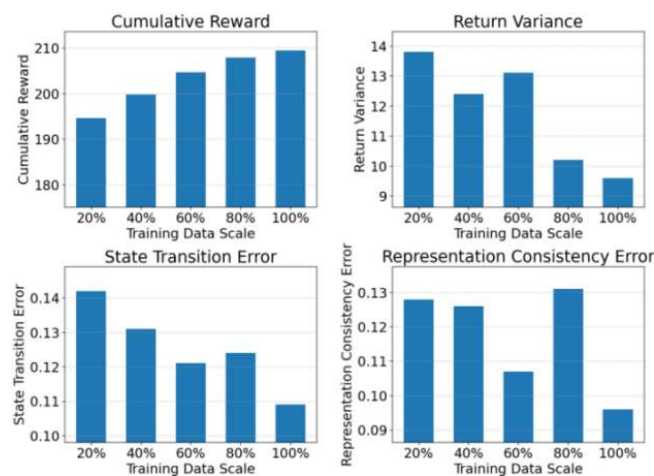 Cumulative Reward
Cumulative Reward
210
200
190
180
20% 40% 60% 80% 100%
Training Data Scale
Return Variance
Return Variance
14
13
12
11
10
9
20% 40% 60% 80% 100%
Training Data Scale
State Transition Error
State Transition Error
0.14
0.13
0.12
0.11
0.10
20% 40% 60% 80% 100%
Training Data Scale
Representation Consistency Error
Representation Consistency Error
0.13
0.12
0.11
0.10
0.09
20% 40% 60% 80% 100%
Training Data Scale